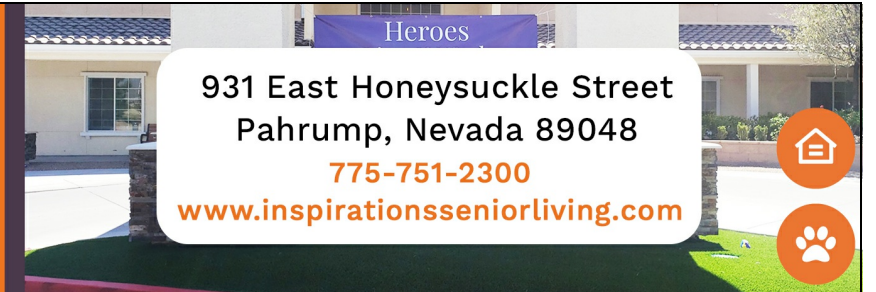 Heroes
931 East Honeysuckle Street
Pahrump, Nevada 89048
775-751-2300
www.inspirationsseniorliving.com